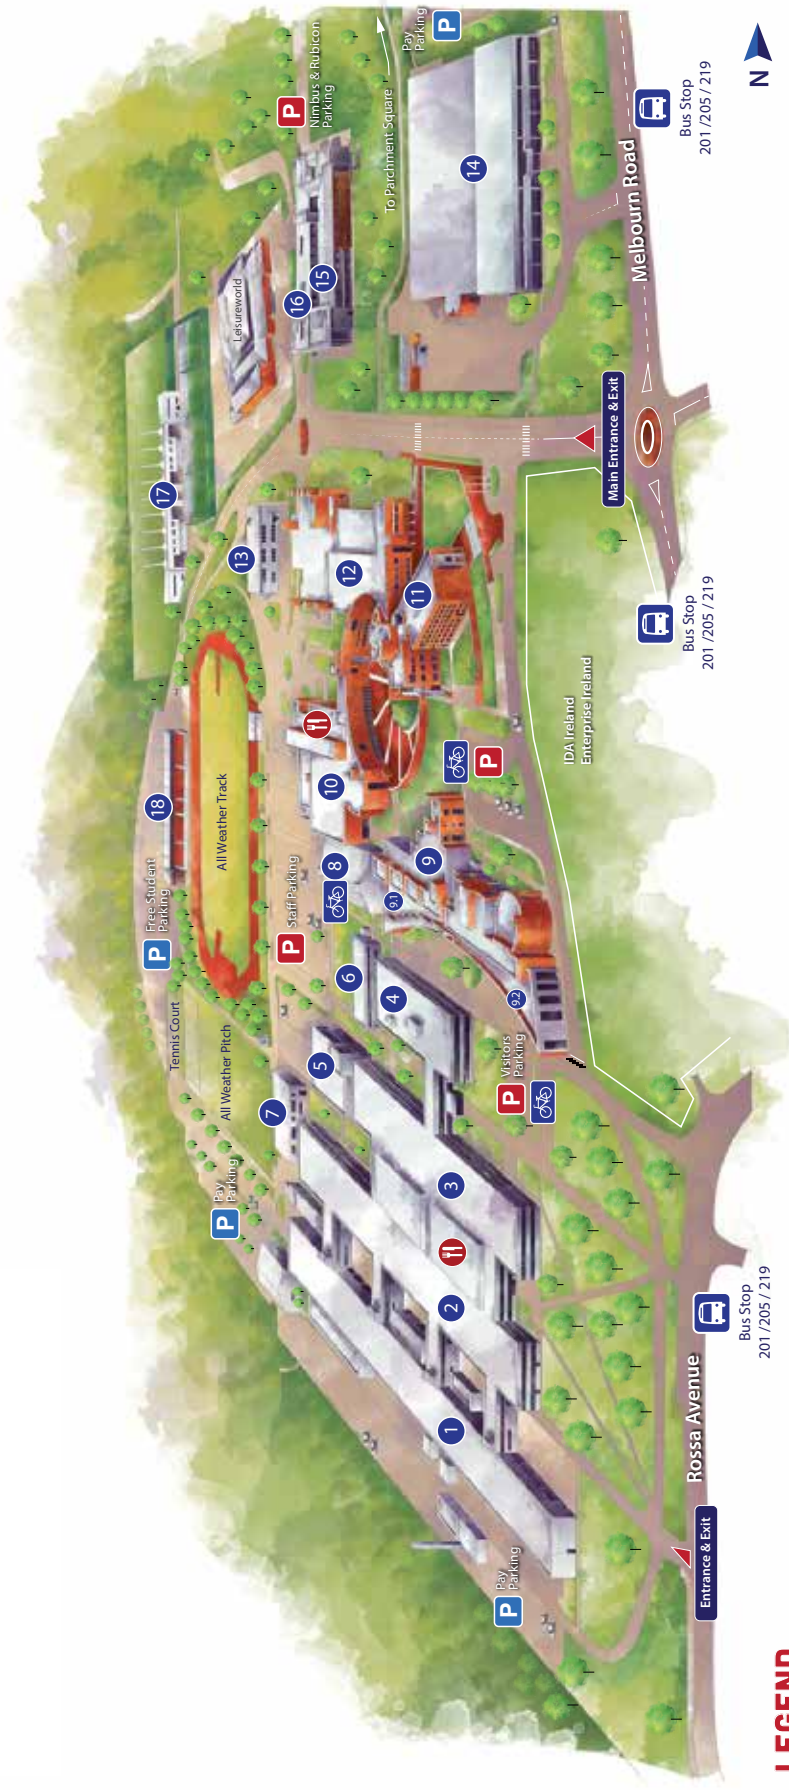 N
Bus Stop
201 /205 / 219
Melbourn Road
Pay
Parking
P
14
To Parchment Square
P
Nimbus & Rubicon
Parking
15
16
Leisureworld
Main Entrance & Exit
17
13
12
11
Bus Stop
201 /205 / 219
IDA Ireland
Enterprise Ireland
P
10
18
All Weather Track
P
Free Student
Parking
P
Staff Parking
8
9
9.1
9.2
6
4
5
7
Tennis Court
All Weather Pitch
P
Visitors
Parking
P
Pay
Parking
3
2
1
Bus Stop
201 /205 / 219
Rossa Avenue
Entrance & Exit
P
Pay
Parking
LEGEND